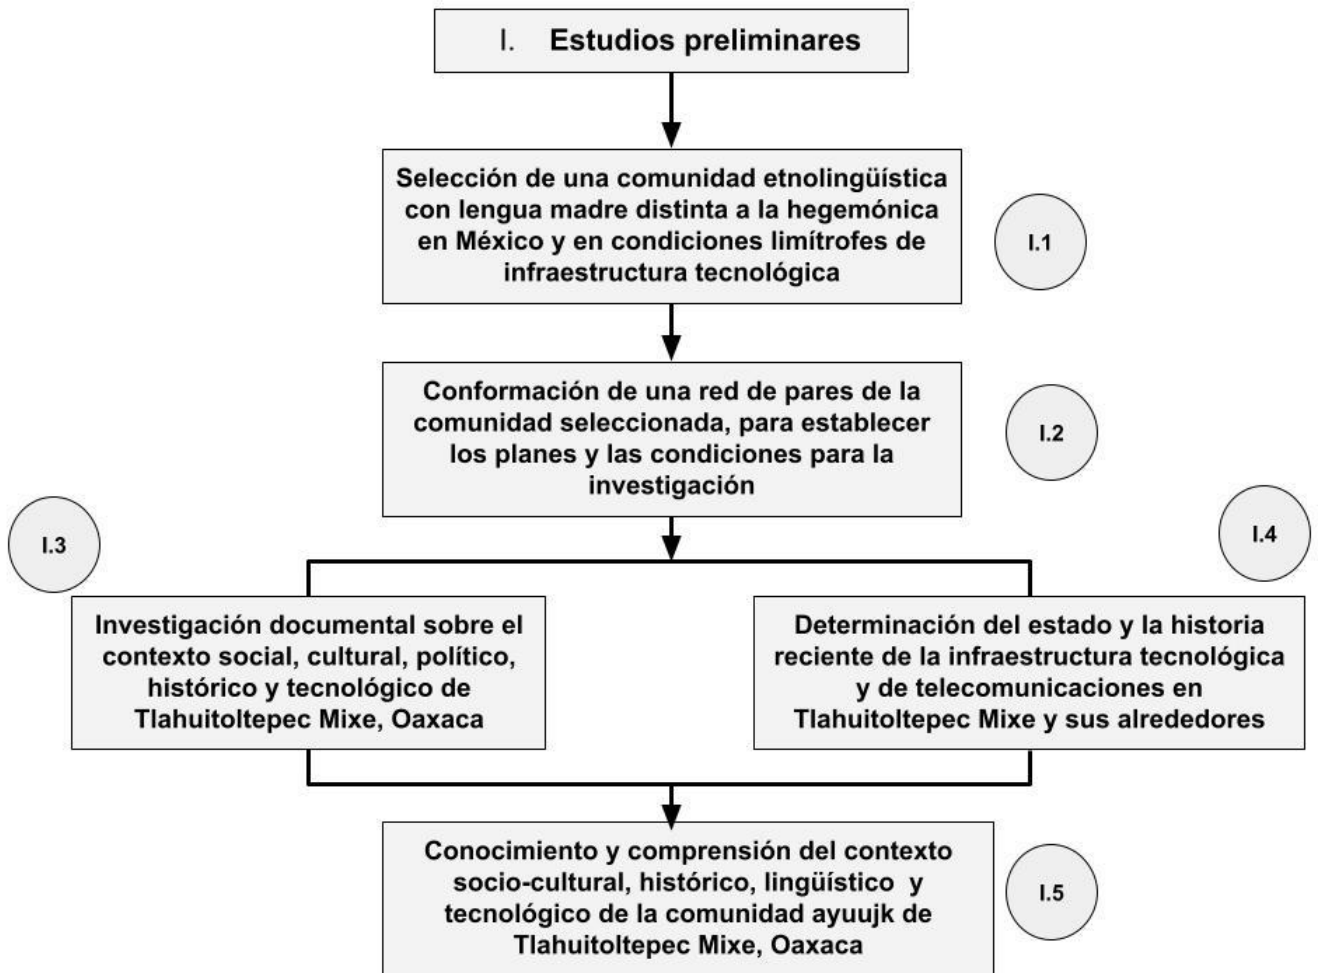 I. Estudios preliminares
Selección de una comunidad etnolingüística
con lengua madre distinta a la hegemónica
en México y en condiciones limítrofes de
infraestructura tecnológica
I.1
Conformación de una red de pares de la
comunidad seleccionada, para establecer
los planes y las condiciones para la
investigación
I.2
I.3
Investigación documental sobre el
contexto social, cultural, político,
histórico y tecnológico de
Tlahuitoltepec Mixe, Oaxaca
I.4
Determinación del estado y la historia
reciente de la infraestructura tecnológica
y de telecomunicaciones en
Tlahuitoltepec Mixe y sus alrededores
Conocimiento y comprensión del contexto
socio-cultural, histórico, lingüístico y
tecnológico de la comunidad ayuujk de
Tlahuitoltepec Mixe, Oaxaca
I.5